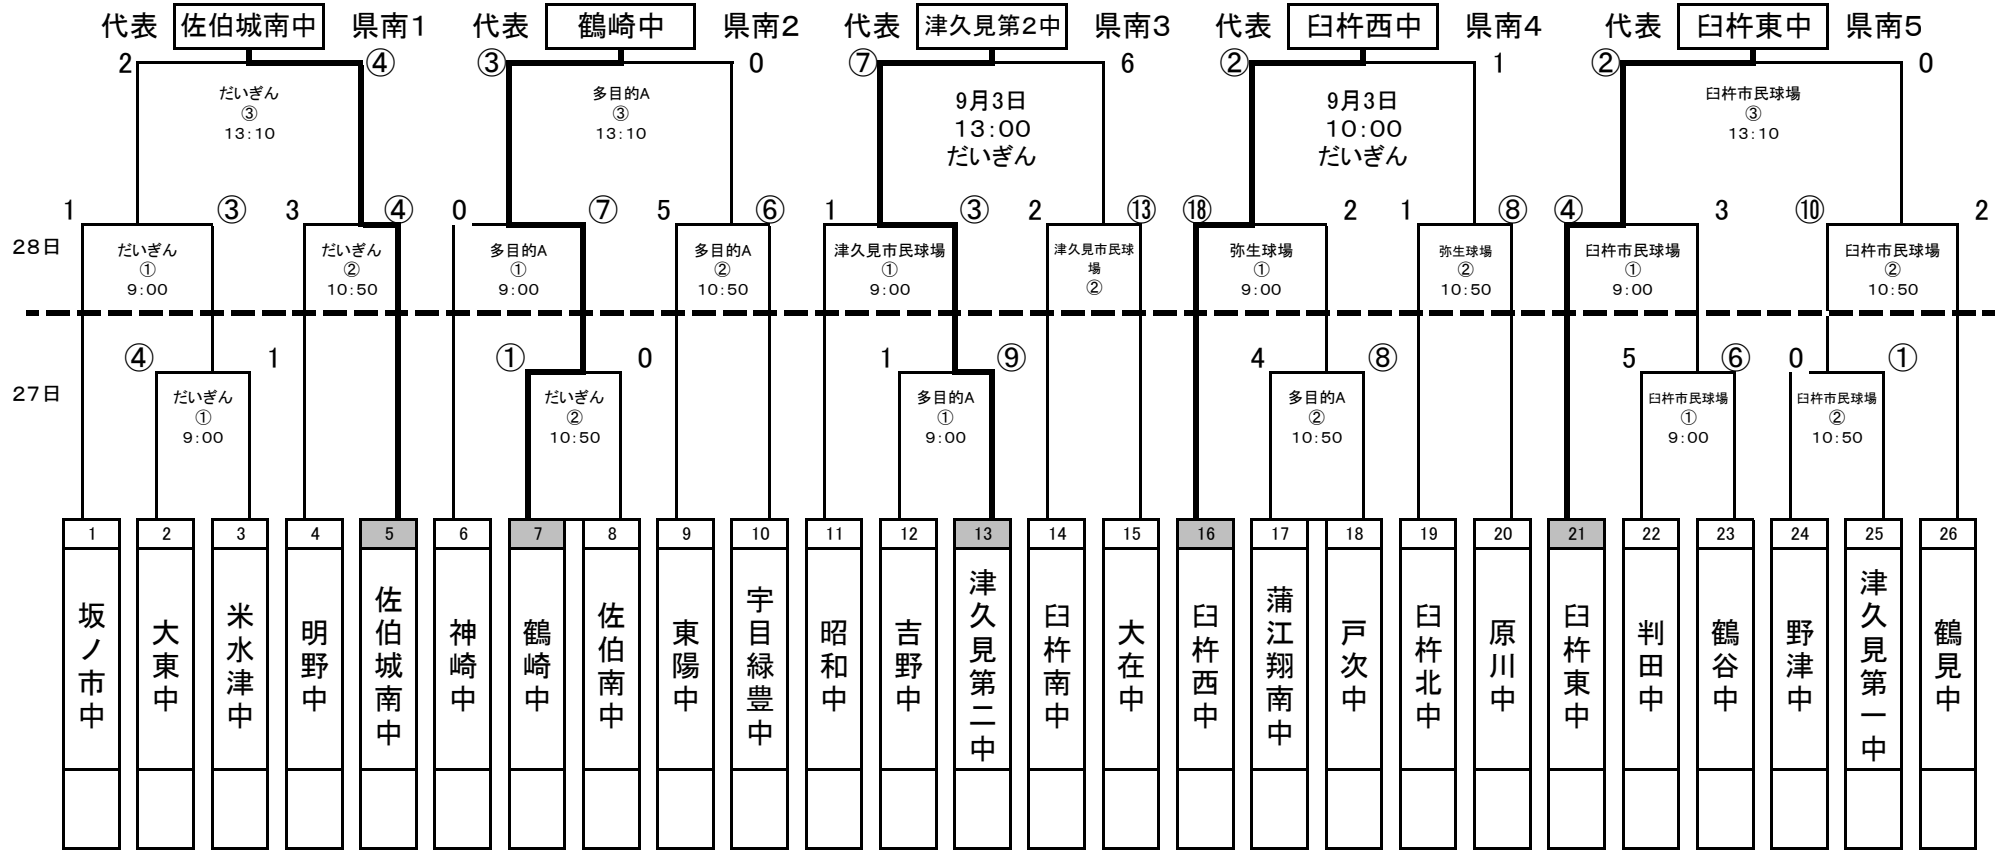 代表 佐伯城南中 県南1 代表 鶴崎中 県南2 代表 津久見第2中 県南3 代表 臼杵西中 県南4 代表 臼杵東中 県南5
2 ④ ③ 0 ⑦ 6 ② 1 ② 0
だいぎん
③
13:10
多目的A
③
13:10
9月3日
13:00
だいぎん
9月3日
10:00
だいぎん
臼杵市民球場
③
13:10
1 ③ 3 ④ 0 ⑦ 5 ⑥ 1 ③ 2 ⑬ ⑱ 2 1 ⑧ ④ 3 ⑩ 2
28日
だいぎん
①
9:00
だいぎん
②
10:50
多目的A
①
9:00
多目的A
②
10:50
津久見市民球場
①
9:00
津久見市民球
場
②
弥生球場
①
9:00
弥生球場
②
10:50
臼杵市民球場
①
9:00
臼杵市民球場
②
10:50
④ 1 ① 0 1 ⑨ 4 ⑧ 5 ⑥ 0 ①
27日
だいぎん
①
9:00
だいぎん
②
10:50
多目的A
①
9:00
多目的A
②
10:50
臼杵市民球場
①
9:00
臼杵市民球場
②
10:50
1 2 3 4 5 6 7 8 9 10 11 12 13 14 15 16 17 18 19 20 21 22 23 24 25 26
坂ノ市中
大東中
米水津中
明野中
佐伯城南中
神崎中
鶴崎中
佐伯南中
東陽中
宇目緑豊中
昭和中
吉野中
津久見第二中
臼杵南中
大在中
臼杵西中
蒲江翔南中
戸次中
臼杵北中
原川中
臼杵東中
判田中
鶴谷中
野津中
津久見第一中
鶴見中